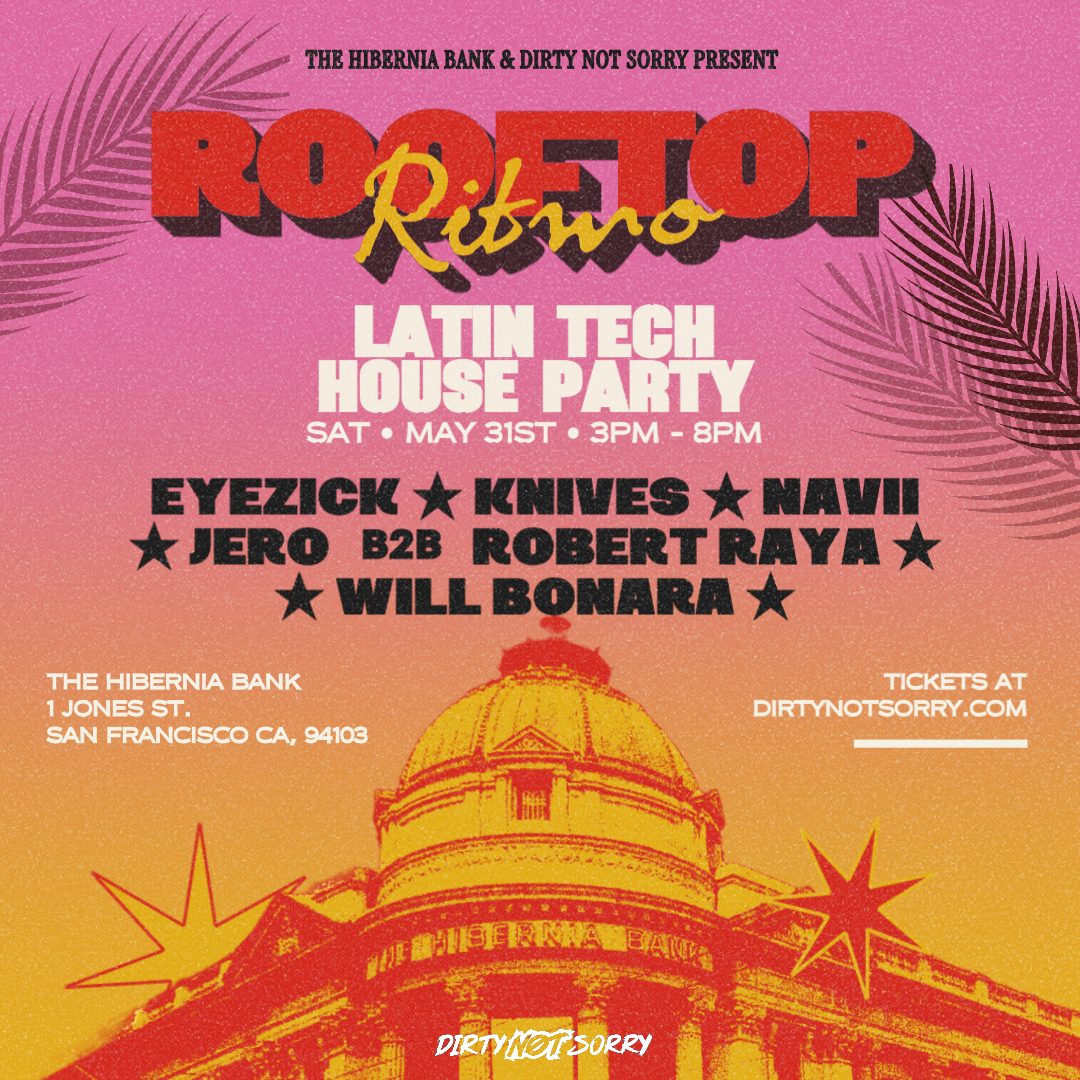 THE HIBERNIA BANK & DIRTY NOT SORRY PRESENT
ROOFTOP
Ritmo
LATIN TECH
HOUSE PARTY
SAT • MAY 31ST • 3PM - 8PM
EYEZICK ★ KNIVES ★ NAVII
★ JERO B2B ROBERT RAYA ★
★ WILL BONARA ★
THE HIBERNIA BANK
1 JONES ST.
SAN FRANCISCO CA, 94103
TICKETS AT
DIRTYNOTSORRY.COM
THE HIBERNIA BANK
DIRTY NOT SORRY